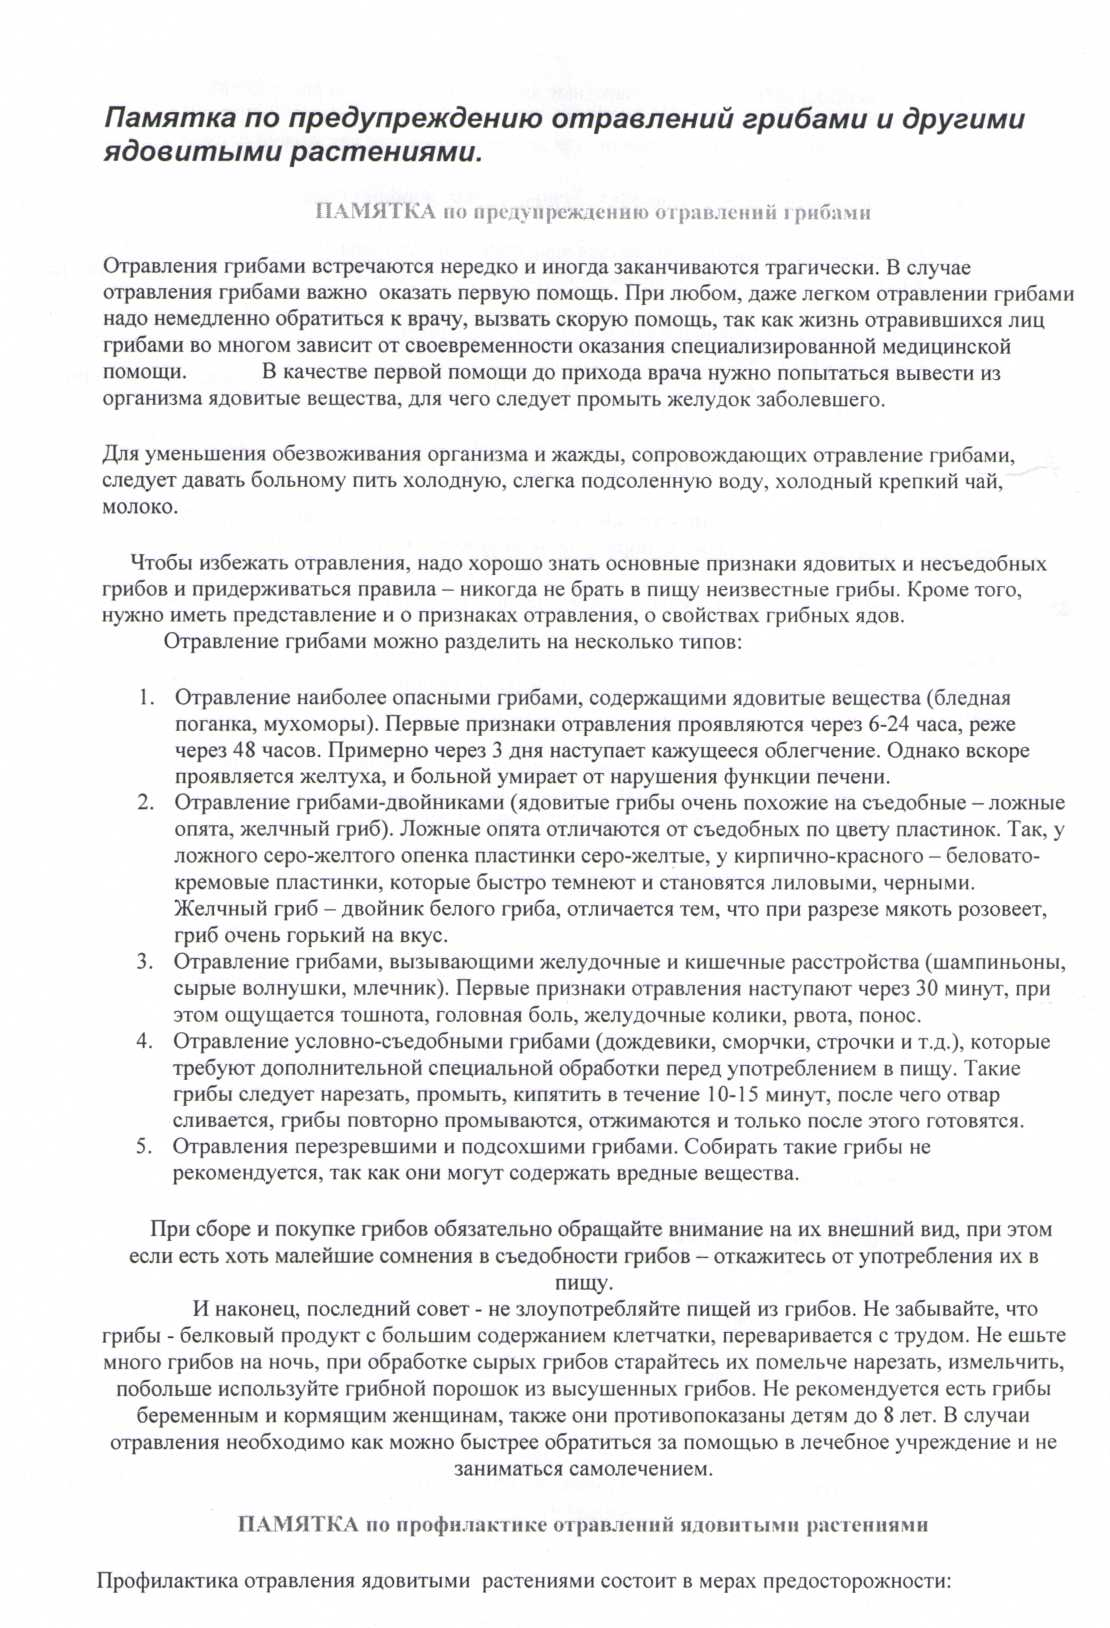 Памятка по предупреждению отравлений грибами и другими
ядовитыми растениями.
ПАМЯТКА по предупреждению отравлений грибами
Отравления грибами встречаются нередко и иногда заканчиваются трагически. В случае
отравления грибами важно  оказать первую помощь. При любом, даже легком отравлении грибами
надо немедленно обратиться к врачу, вызвать скорую помощь, так как жизнь отравившихся лиц
грибами во многом зависит от своевременности оказания специализированной медицинской
помощи.            В качестве первой помощи до прихода врача нужно попытаться вывести из
организма ядовитые вещества, для чего следует промыть желудок заболевшего.
Для уменьшения обезвоживания организма и жажды, сопровождающих отравление грибами,
следует давать больному пить холодную, слегка подсоленную воду, холодный крепкий чай,
молоко.
Чтобы избежать отравления, надо хорошо знать основные признаки ядовитых и несъедобных
грибов и придерживаться правила – никогда не брать в пищу неизвестные грибы. Кроме того,
нужно иметь представление и о признаках отравления, о свойствах грибных ядов.
Отравление грибами можно разделить на несколько типов:
1. Отравление наиболее опасными грибами, содержащими ядовитые вещества (бледная
поганка, мухоморы). Первые признаки отравления проявляются через 6-24 часа, реже
через 48 часов. Примерно через 3 дня наступает кажущееся облегчение. Однако вскоре
проявляется желтуха, и больной умирает от нарушения функции печени.
2. Отравление грибами-двойниками (ядовитые грибы очень похожие на съедобные – ложные
опята, желчный гриб). Ложные опята отличаются от съедобных по цвету пластинок. Так, у
ложного серо-желтого опенка пластинки серо-желтые, у кирпично-красного – беловато-
кремовые пластинки, которые быстро темнеют и становятся лиловыми, черными.
Желчный гриб – двойник белого гриба, отличается тем, что при разрезе мякоть розовеет,
гриб очень горький на вкус.
3. Отравление грибами, вызывающими желудочные и кишечные расстройства (шампиньоны,
сырые волнушки, млечник). Первые признаки отравления наступают через 30 минут, при
этом ощущается тошнота, головная боль, желудочные колики, рвота, понос.
4. Отравление условно-съедобными грибами (дождевики, сморчки, строчки и т.д.), которые
требуют дополнительной специальной обработки перед употреблением в пищу. Такие
грибы следует нарезать, промыть, кипятить в течение 10-15 минут, после чего отвар
сливается, грибы повторно промываются, отжимаются и только после этого готовятся.
5. Отравления перезревшими и подсохшими грибами. Собирать такие грибы не
рекомендуется, так как они могут содержать вредные вещества.
При сборе и покупке грибов обязательно обращайте внимание на их внешний вид, при этом
если есть хоть малейшие сомнения в съедобности грибов – откажитесь от употребления их в
пищу.
И наконец, последний совет - не злоупотребляйте пищей из грибов. Не забывайте, что
грибы - белковый продукт с большим содержанием клетчатки, переваривается с трудом. Не ешьте
много грибов на ночь, при обработке сырых грибов старайтесь их помельче нарезать, измельчить,
побольше используйте грибной порошок из высушенных грибов. Не рекомендуется есть грибы
беременным и кормящим женщинам, также они противопоказаны детям до 8 лет. В случаи
отравления необходимо как можно быстрее обратиться за помощью в лечебное учреждение и не
заниматься самолечением.
ПАМЯТКА по профилактике отравлений ядовитыми растениями
Профилактика отравления ядовитыми  растениями состоит в мерах предосторожности: